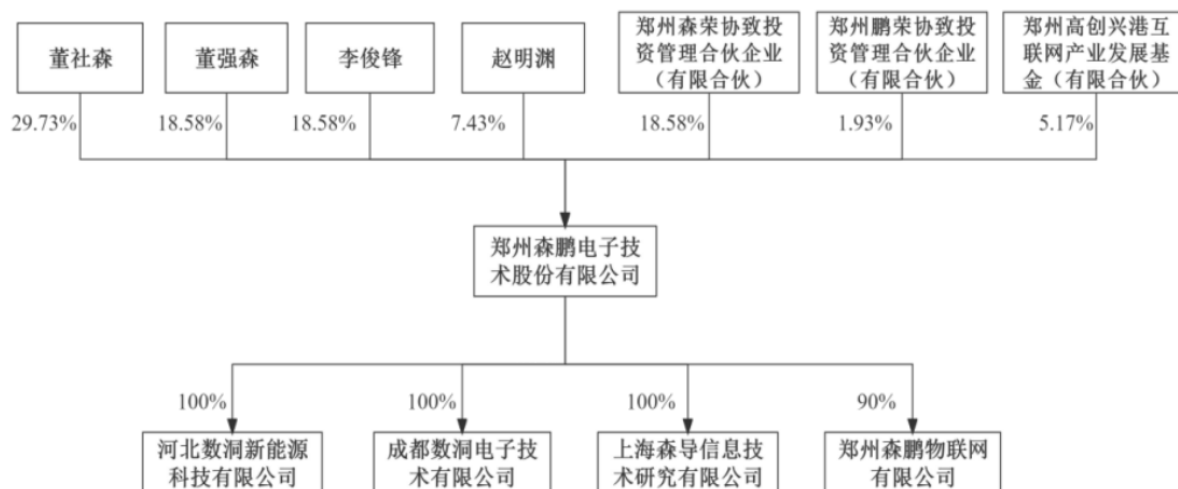 董社森
董强森
李俊锋
赵明渊
郑州森荣协致投
资管理合伙企业
（有限合伙）
郑州鹏荣协致投
资管理合伙企业
（有限合伙）
郑州高创兴港互
联网产业发展基
金（有限合伙）
29.73%
18.58%
18.58%
7.43%
18.58%
1.93%
5.17%
郑州森鹏电子技
术股份有限公司
100%
100%
100%
90%
河北数洞新能源
科技有限公司
成都数洞电子技
术有限公司
上海森导信息技
术研究有限公司
郑州森鹏物联网
有限公司